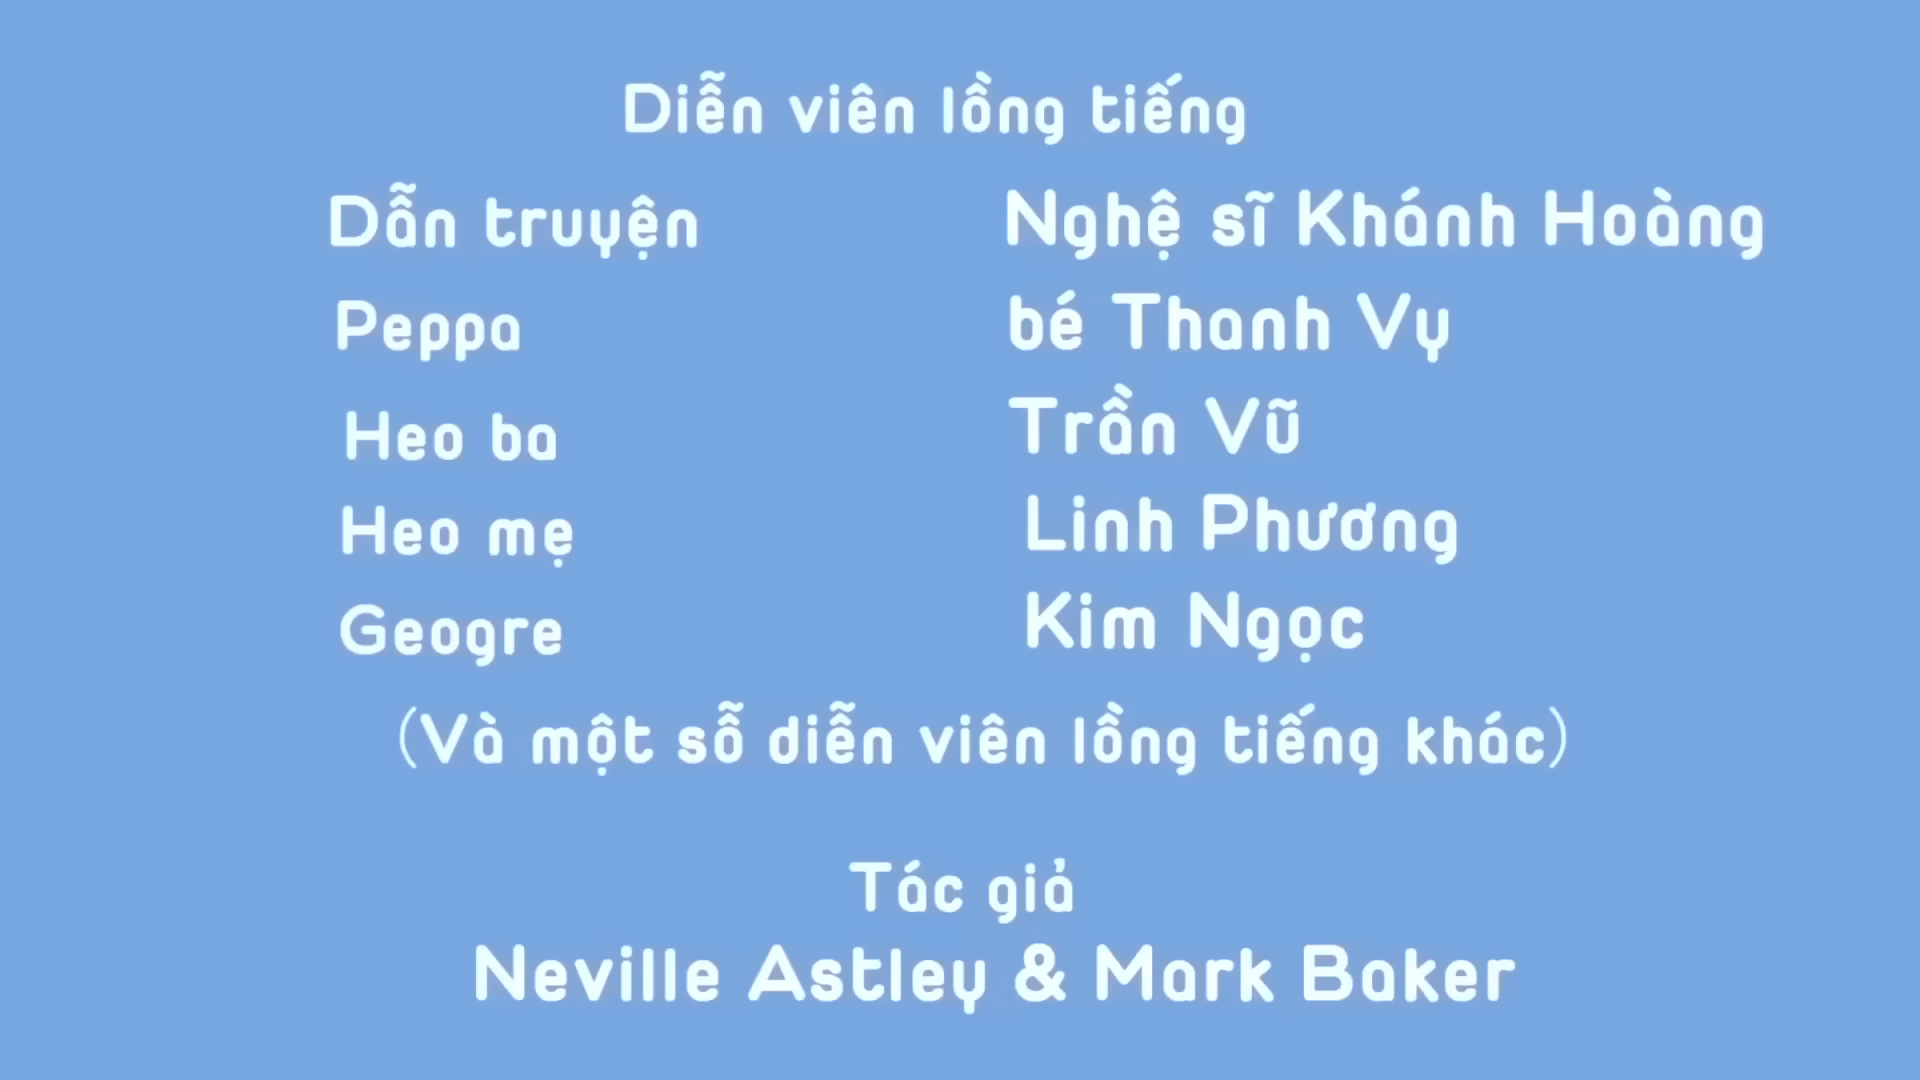 Diễn viên lồng tiếng
Dẫn truyện Nghệ sĩ Khánh Hoàng
Peppa bé Thanh Vy
Heo ba Trần Vũ
Heo mẹ Linh Phương
Geogre Kim Ngọc
(Và một sỗ diễn viên lồng tiếng khác)
Tác giả
Neville Astley & Mark Baker